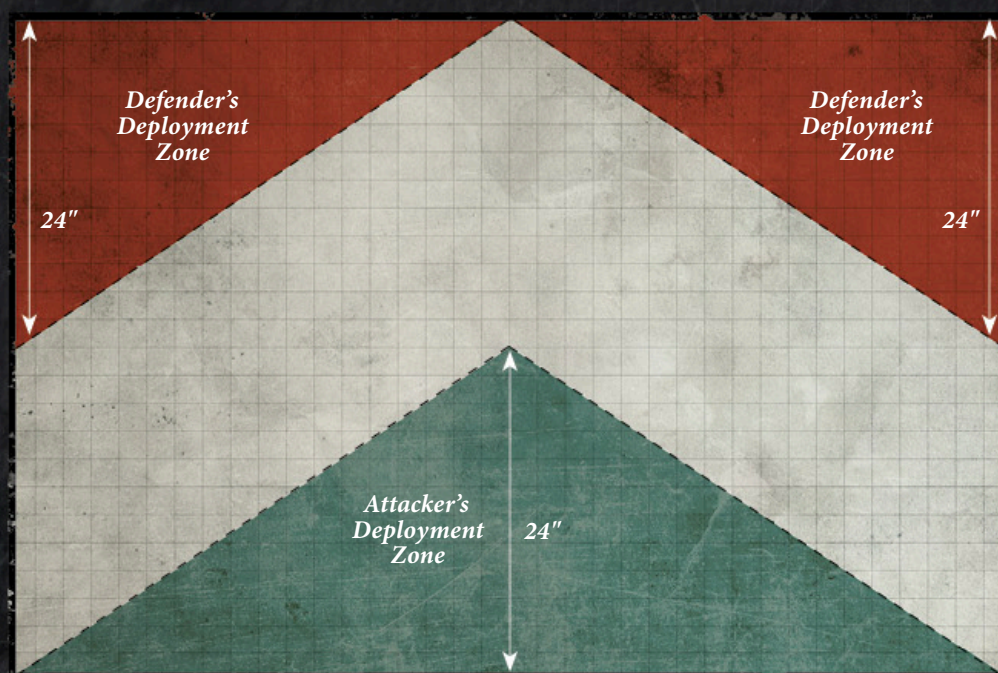 Defender’s
Deployment
Zone
24"
Defender’s
Deployment
Zone
24"
Attacker’s
Deployment
Zone
24"